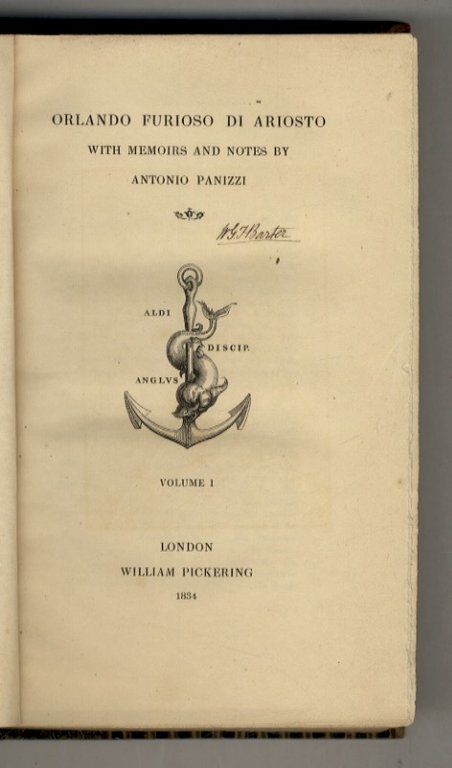 ORLANDO FURIOSO DI ARIOSTO
WITH MEMOIRS AND NOTES BY
ANTONIO PANIZZI
W G T Barter
ALDI
DISCIP.
ANGLVS
VOLUME I
LONDON
WILLIAM PICKERING
1834